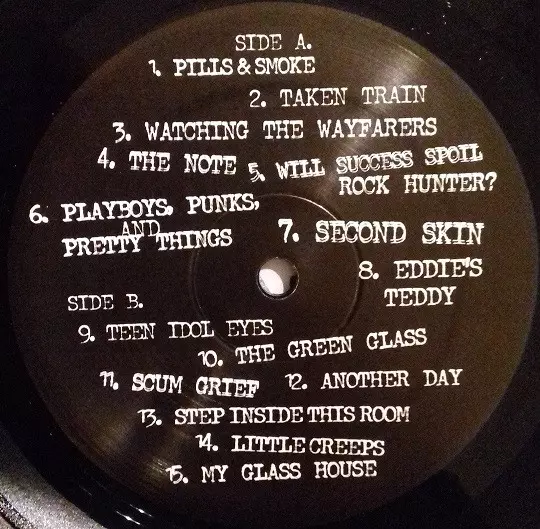 SIDE A.
1. PILLS & SMOKE
2. TAKEN TRAIN
3. WATCHING THE WAYFARERS
4. THE NOTE
5. WILL SUCCESS SPOIL
ROCK HUNTER?
6. PLAYBOYS, PUNKS,
AND
PRETTY THINGS
7. SECOND SKIN
8. EDDIE'S
TEDDY
SIDE B.
9. TEEN IDOL EYES
10. THE GREEN GLASS
11. SCUM GRIEF
12. ANOTHER DAY
13. STEP INSIDE THIS ROOM
14. LITTLE CREEPS
15. MY GLASS HOUSE